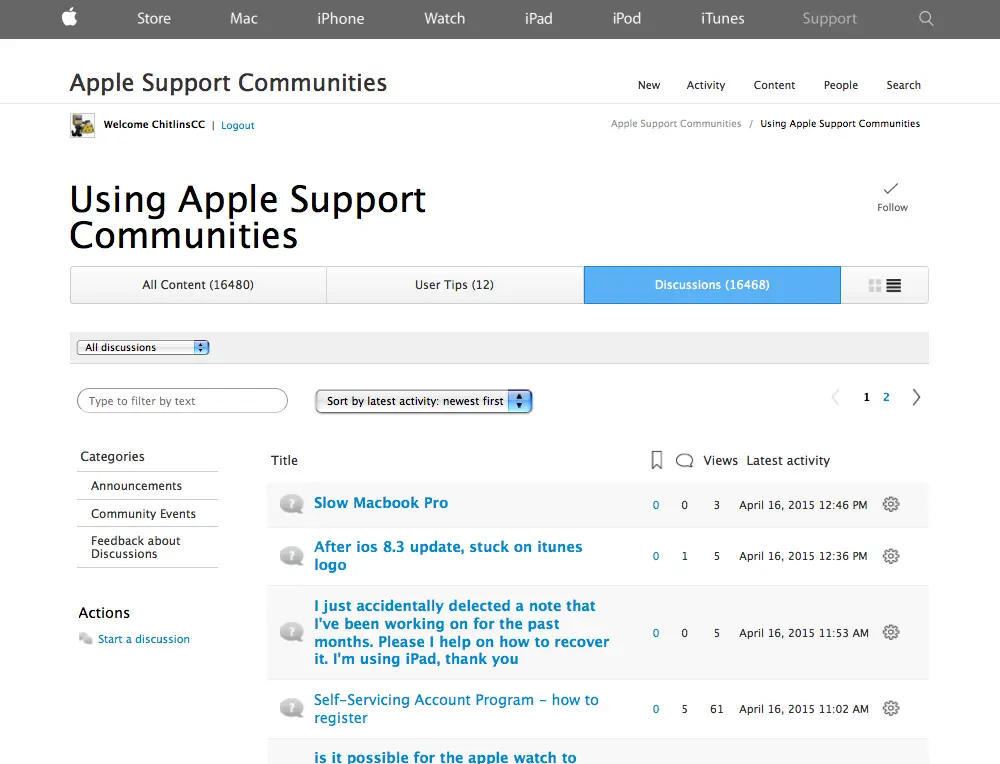 Store Mac iPhone Watch iPad iPod iTunes Support
Apple Support Communities
New Activity Content People Search
Welcome ChitlinsCC | Logout
Apple Support Communities / Using Apple Support Communities
Using Apple Support
Communities
Follow
All Content (16480) User Tips (12) Discussions (16468)
All discussions
Type to filter by text
Sort by latest activity: newest first
1 2
Categories
Announcements
Community Events
Feedback about
Discussions
Actions
Start a discussion
Title Views Latest activity
Slow Macbook Pro 0 0 3 April 16, 2015 12:46 PM
After ios 8.3 update, stuck on itunes
logo
0 1 5 April 16, 2015 12:36 PM
I just accidentally delected a note that
I've been working on for the past
months. Please I help on how to recover
it. I'm using iPad, thank you
0 0 5 April 16, 2015 11:53 AM
Self-Servicing Account Program - how to
register
0 5 61 April 16, 2015 11:02 AM
is it possible for the apple watch to